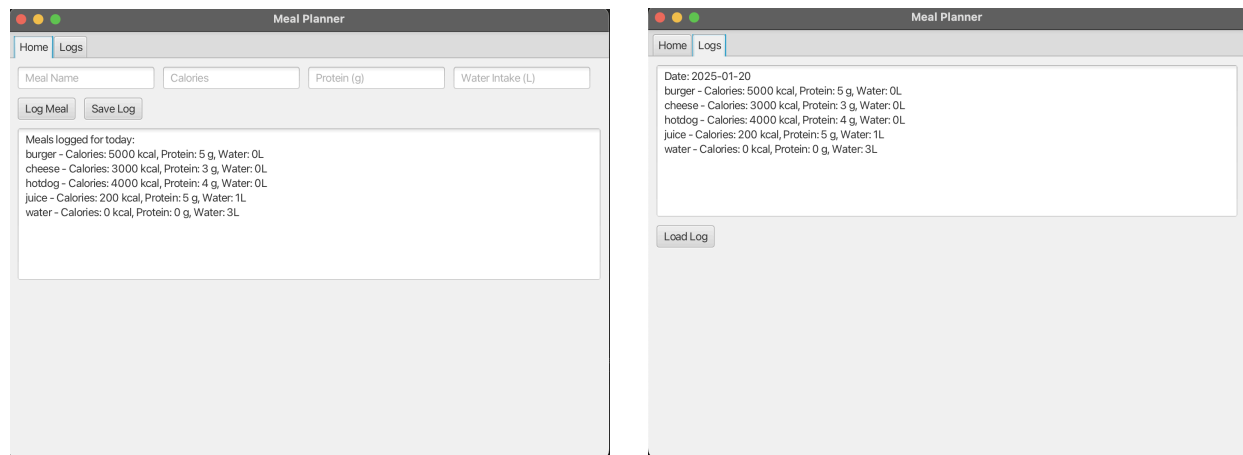 Meal Planner
Home Logs
Meal Name Calories Protein (g) Water Intake (L)
Log Meal Save Log
Meals logged for today:
burger - Calories: 5000 kcal, Protein: 5 g, Water: 0L
cheese - Calories: 3000 kcal, Protein: 3 g, Water: 0L
hotdog - Calories: 4000 kcal, Protein: 4 g, Water: 0L
juice - Calories: 200 kcal, Protein: 5 g, Water: 1L
water - Calories: 0 kcal, Protein: 0 g, Water: 3L
Meal Planner
Home Logs
Date: 2025-01-20
burger - Calories: 5000 kcal, Protein: 5 g, Water: 0L
cheese - Calories: 3000 kcal, Protein: 3 g, Water: 0L
hotdog - Calories: 4000 kcal, Protein: 4 g, Water: 0L
juice - Calories: 200 kcal, Protein: 5 g, Water: 1L
water - Calories: 0 kcal, Protein: 0 g, Water: 3L
Load Log